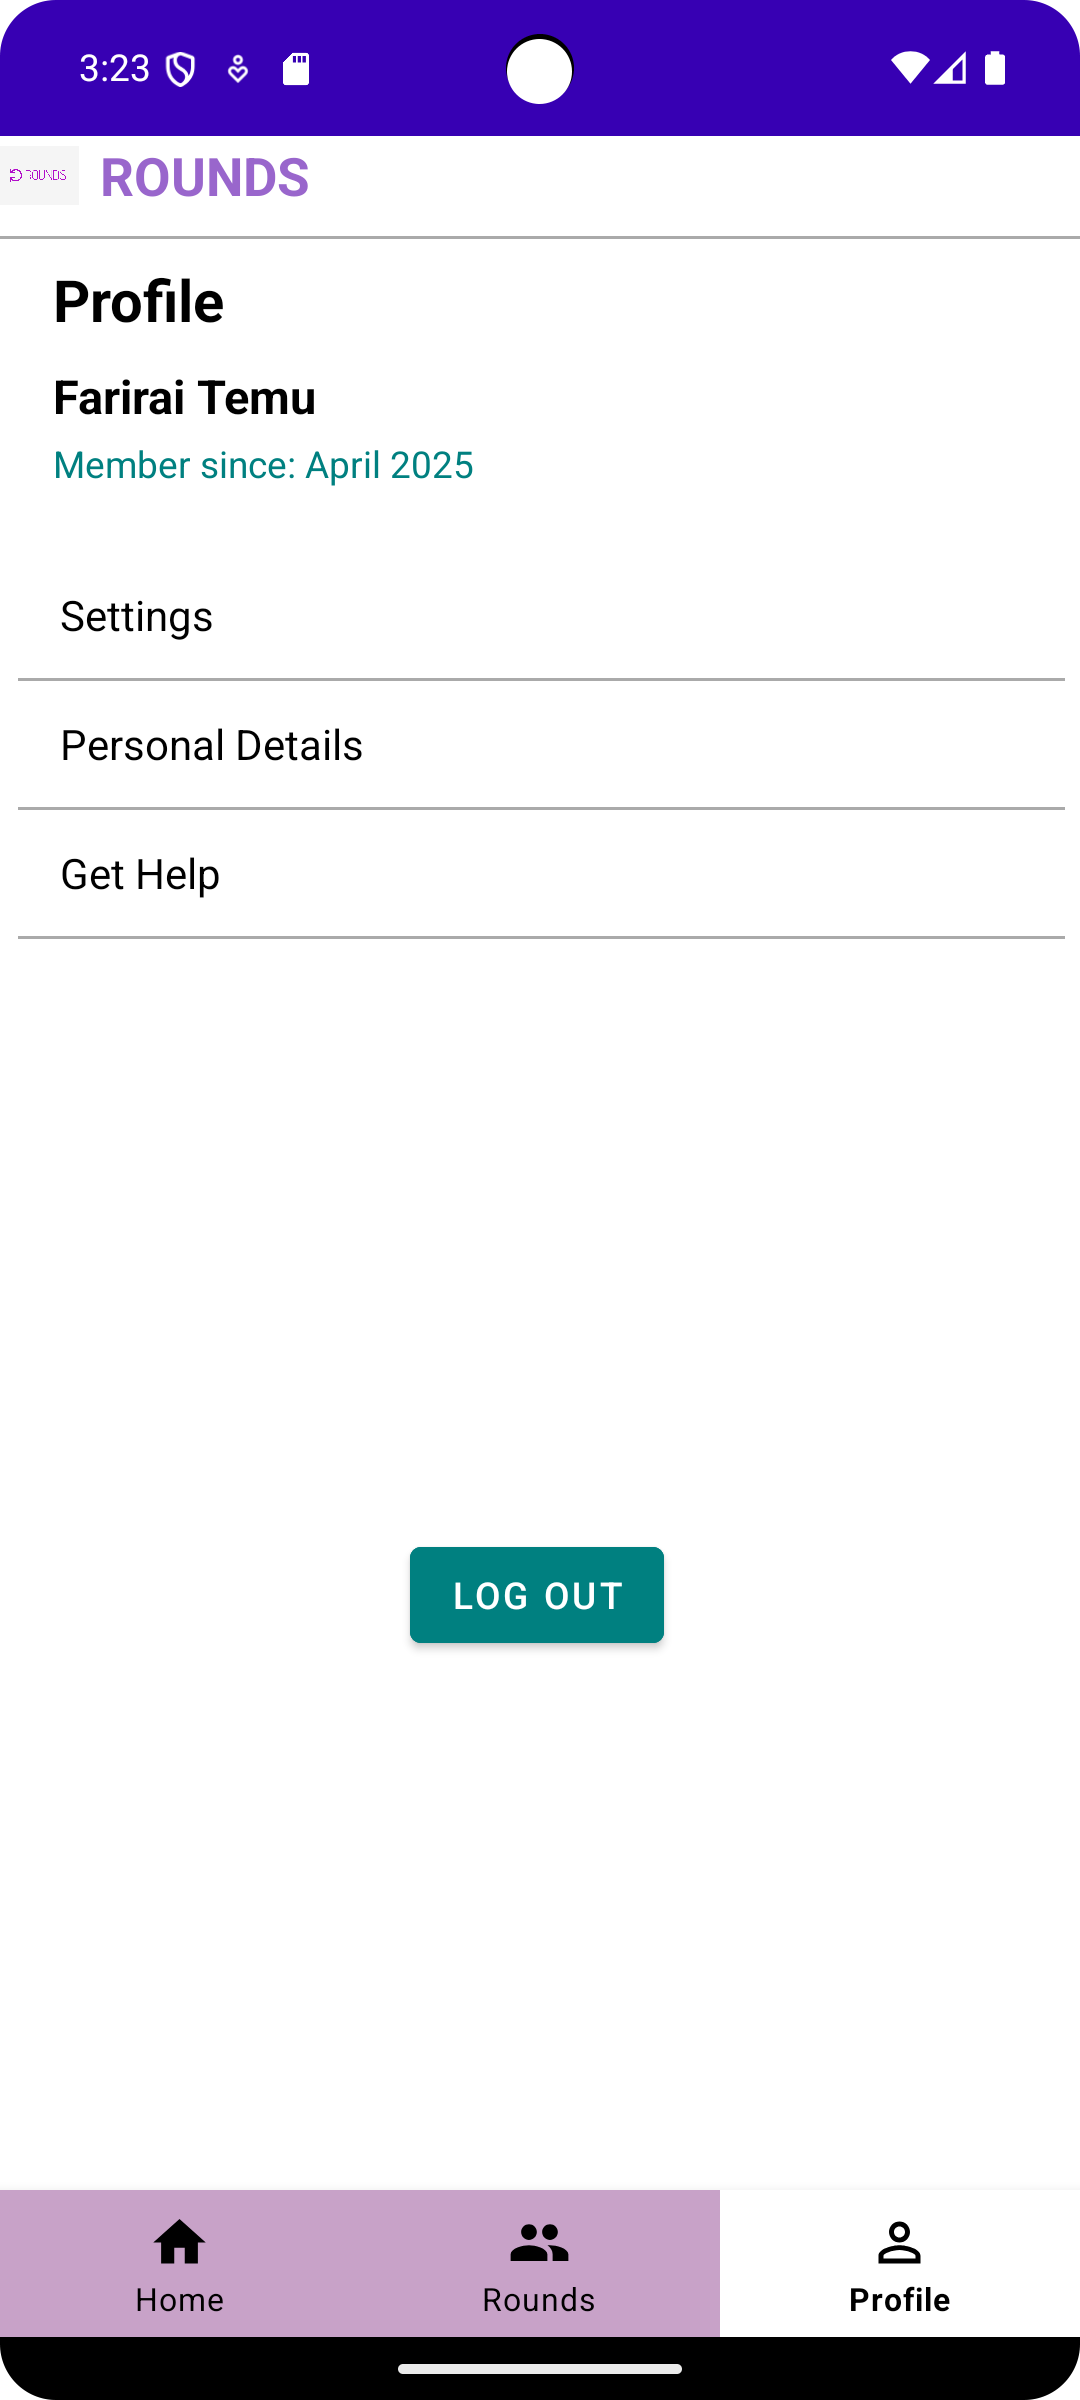 3:23
ROUNDS
ROUNDS
Profile
Farirai Temu
Member since: April 2025
Settings
Personal Details
Get Help
LOG OUT
Home
Rounds
Profile